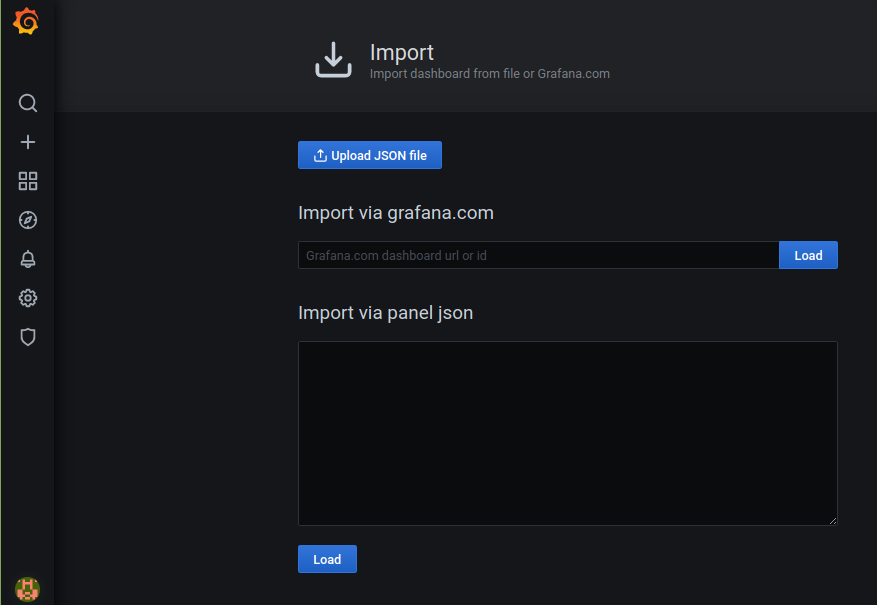 Import
Import dashboard from file or Grafana.com
Upload JSON file
Import via grafana.com
Grafana.com dashboard url or id
Load
Import via panel json
Load